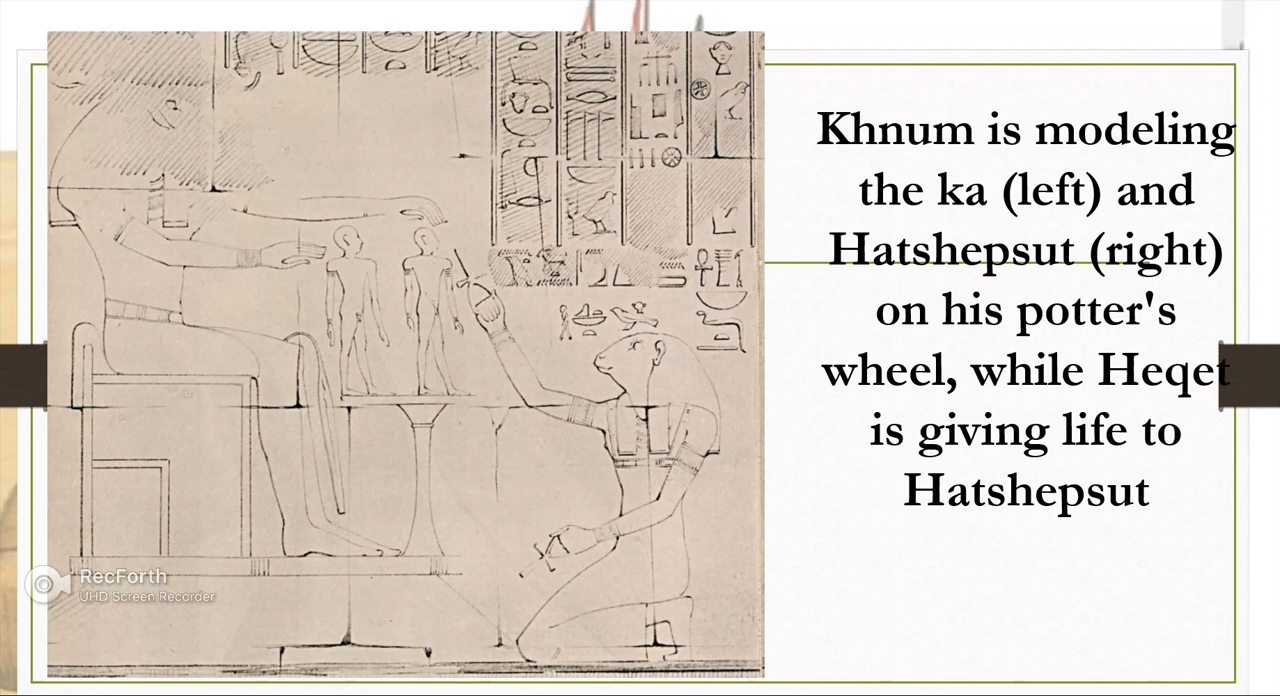 Khnum is modeling
the ka (left) and
Hatshepsut (right)
on his potter's
wheel, while Heqet
is giving life to
Hatshepsut
RecForth
UHD Screen Recorder